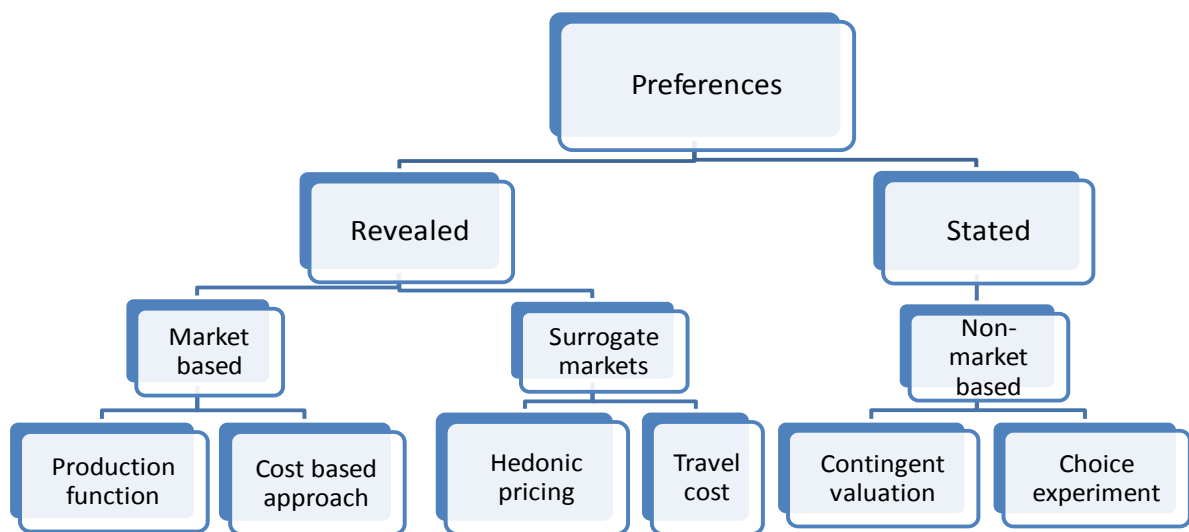 Preferences
Revealed
Stated
Market
based
Surrogate
markets
Non-
market
based
Production
function
Cost based
approach
Hedonic
pricing
Travel
cost
Contingent
valuation
Choice
experiment